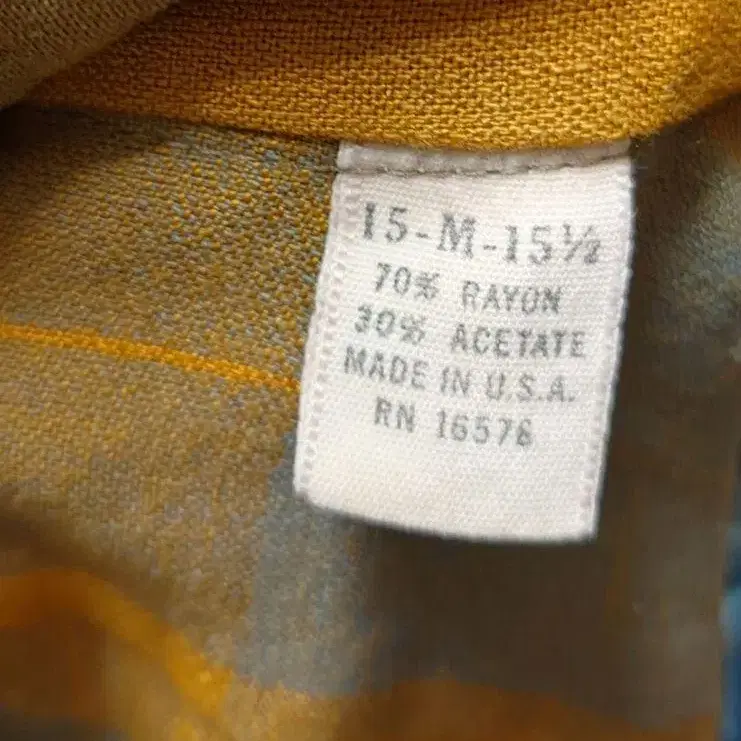 15-M-15½
70% RAYON
30% ACETATE
MADE IN U.S.A.
RN 16576